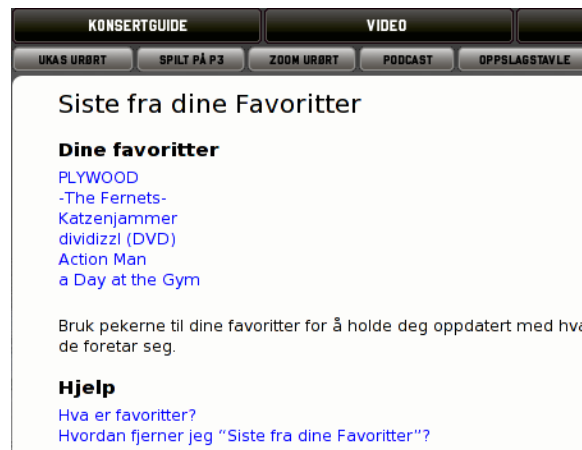 KONSERTGUIDE VIDEO
UKAS URØRT SPILT PÅ P3 ZOOM URØRT PODCAST OPPSLAGSTAVLE
Siste fra dine Favoritter
Dine favoritter
PLYWOOD
-The Fernets-
Katzenjammer
dividizzl (DVD)
Action Man
a Day at the Gym
Bruk pekerne til dine favoritter for å holde deg oppdatert med hva
de foretar seg.
Hjelp
Hva er favoritter?
Hvordan fjerner jeg “Siste fra dine Favoritter”?